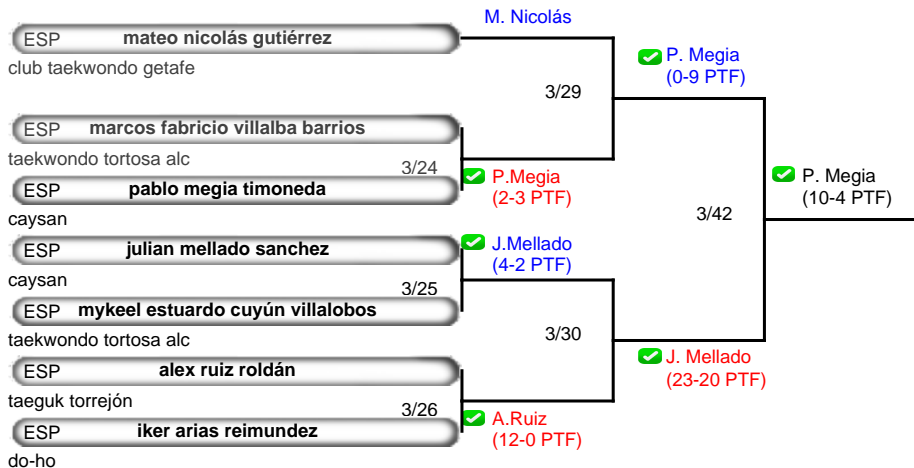 M. Nicolás
ESP mateo nicolás gutiérrez
club taekwondo getafe
P. Megia
(0-9 PTF)
3/29
ESP marcos fabricio villalba barrios
taekwondo tortosa alc
3/24
ESP pablo megia timoneda
caysan
P.Megia
(2-3 PTF)
P. Megia
(10-4 PTF)
3/42
ESP julian mellado sanchez
caysan
J.Mellado
(4-2 PTF)
3/25
ESP mykeel estuardo cuyún villalobos
taekwondo tortosa alc
3/30
ESP alex ruiz roldán
taeguk torrejón
J. Mellado
(23-20 PTF)
3/26
ESP iker arias reimundez
do-ho
A.Ruiz
(12-0 PTF)